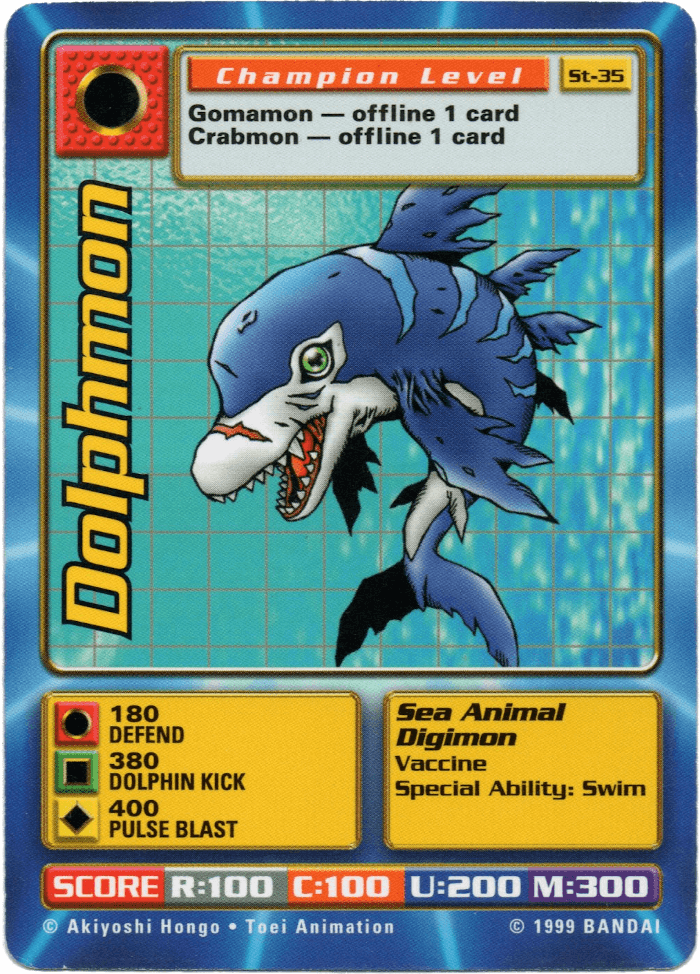 Champion Level
St-35
Gomamon — offline 1 card
Crabmon — offline 1 card
Dolphmon
180
DEFEND
380
DOLPHIN KICK
400
PULSE BLAST
Sea Animal
Digimon
Vaccine
Special Ability: Swim
SCORE R:100 C:100 U:200 M:300
© Akiyoshi Hongo • Toei Animation
© 1999 BANDAI